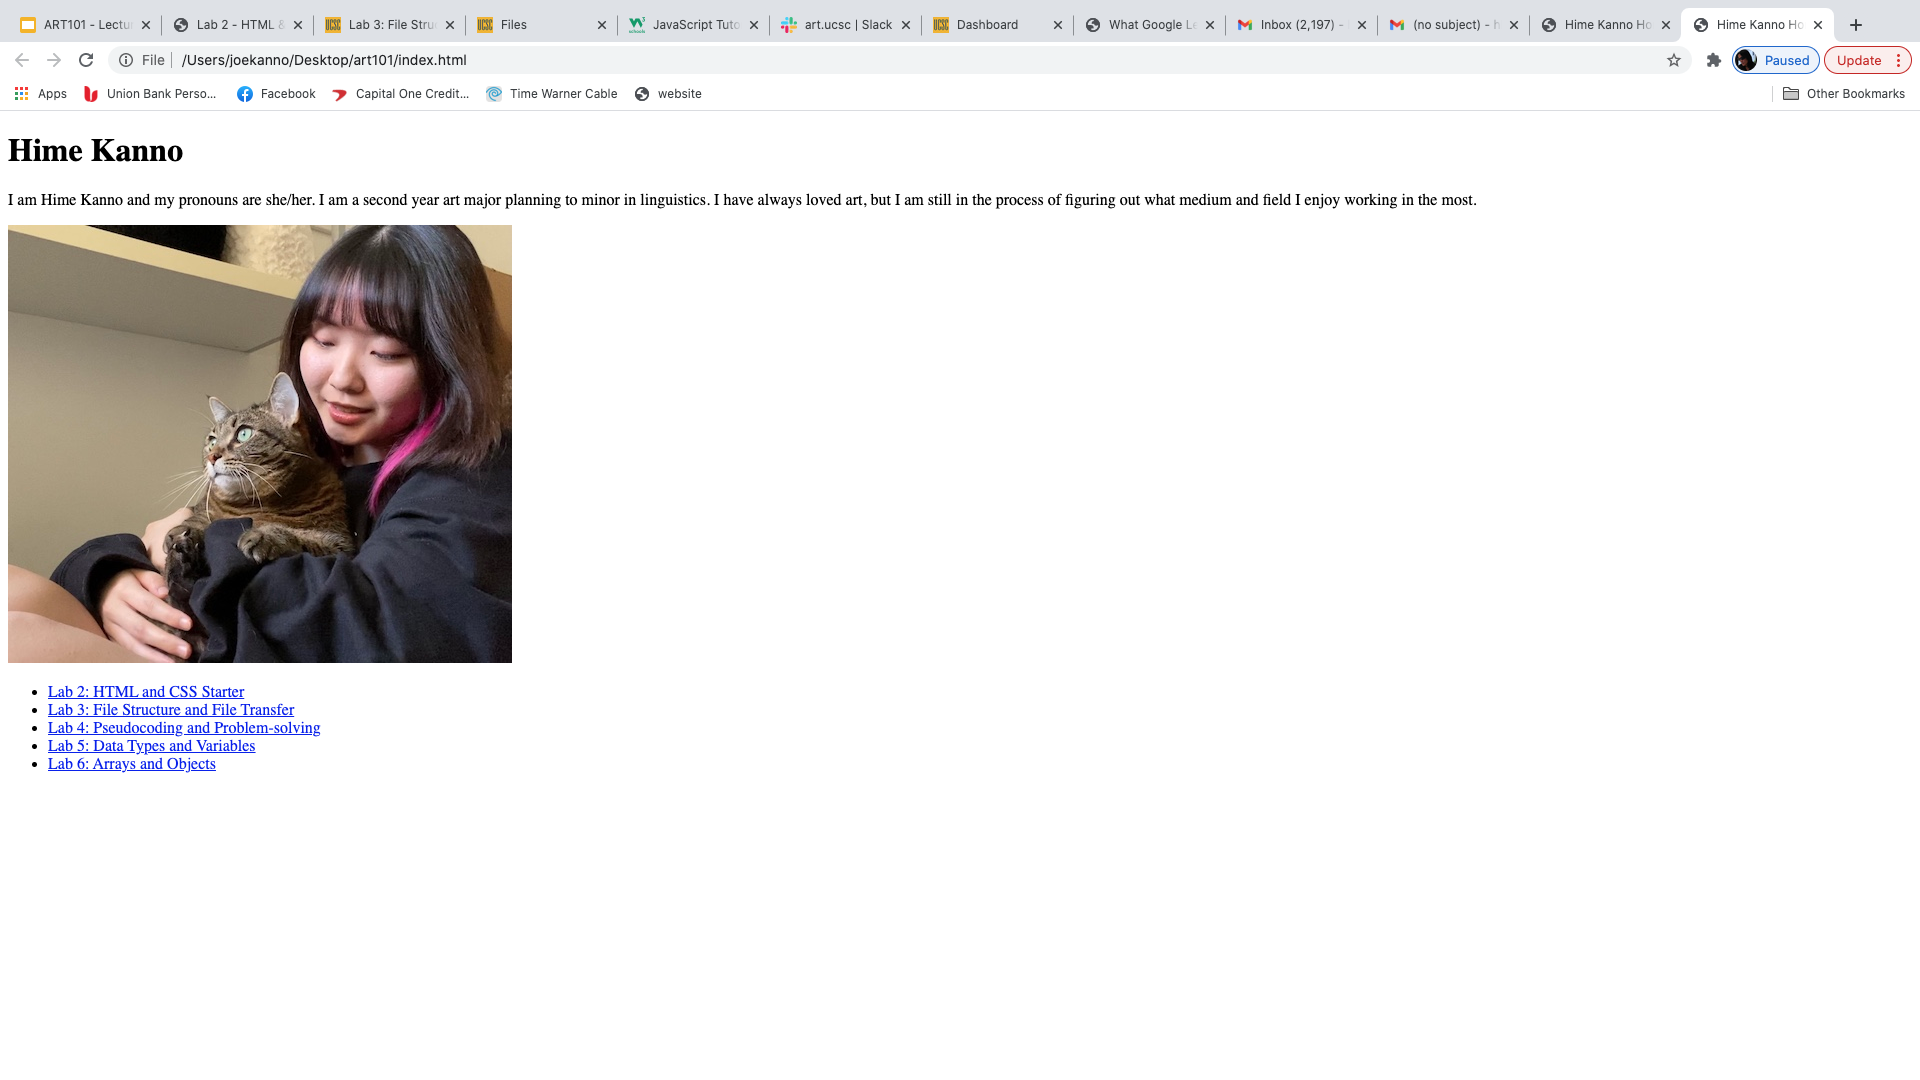 ART101 - Lectu
Lab 2 - HTML &
Lab 3: File Stru
Files
JavaScript Tuto
art.ucsc | Slack
Dashboard
What Google Le
Inbox (2,197) -
(no subject) - h
Hime Kanno Ho
Hime Kanno Ho
File /Users/joekanno/Desktop/art101/index.html
Paused
Update
Apps
Union Bank Perso...
Facebook
Capital One Credit...
Time Warner Cable
website
Other Bookmarks
Hime Kanno
I am Hime Kanno and my pronouns are she/her. I am a second year art major planning to minor in linguistics. I have always loved art, but I am still in the process of figuring out what medium and field I enjoy working in the most.
Lab 2: HTML and CSS Starter
Lab 3: File Structure and File Transfer
Lab 4: Pseudocoding and Problem-solving
Lab 5: Data Types and Variables
Lab 6: Arrays and Objects